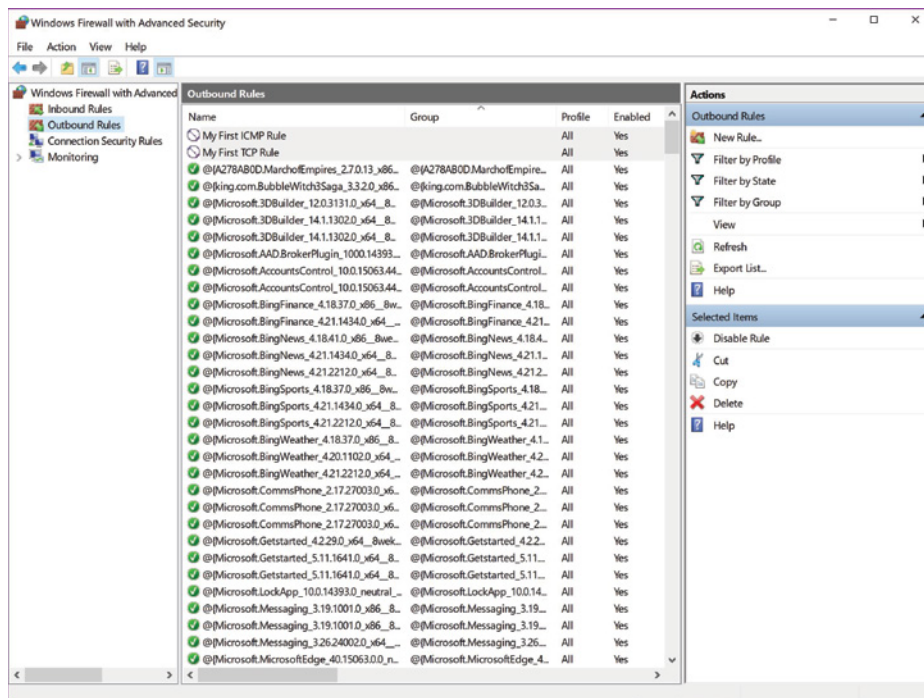 Windows Firewall with Advanced Security
File Action View Help
Windows Firewall with Advanced
Inbound Rules
Outbound Rules
Connection Security Rules
Monitoring
Outbound Rules
Name Group Profile Enabled
My First ICMP Rule All Yes
My First TCP Rule All Yes
@{A278AB0D.MarchofEmpires_2.7.0.13_x86... @{A278AB0D.MarchofEmpire... All Yes
@{king.com.BubbleWitch3Saga_3.3.2.0_x86... @{king.com.BubbleWitch3Sa... All Yes
@{Microsoft.3DBuilder_12.0.3131.0_x64__8... @{Microsoft.3DBuilder_12.0.3... All Yes
@{Microsoft.3DBuilder_14.1.1302.0_x64__8... @{Microsoft.3DBuilder_14.1.1... All Yes
@{Microsoft.3DBuilder_14.1.1302.0_x64__8... @{Microsoft.3DBuilder_14.1.1... All Yes
@{Microsoft.AAD.BrokerPlugin_1000.14393.... @{Microsoft.AAD.BrokerPlugi... All Yes
@{Microsoft.AccountsControl_10.0.15063.44... @{Microsoft.AccountsControl... All Yes
@{Microsoft.AccountsControl_10.0.15063.44... @{Microsoft.AccountsControl... All Yes
@{Microsoft.BingFinance_4.18.37.0_x86__8w... @{Microsoft.BingFinance_4.18... All Yes
@{Microsoft.BingFinance_4.21.1434.0_x64__... @{Microsoft.BingFinance_4.21... All Yes
@{Microsoft.BingNews_4.18.41.0_x86__8we... @{Microsoft.BingNews_4.18.4... All Yes
@{Microsoft.BingNews_4.21.1434.0_x64__8... @{Microsoft.BingNews_4.21.1... All Yes
@{Microsoft.BingNews_4.21.2212.0_x64__8... @{Microsoft.BingNews_4.21.2... All Yes
@{Microsoft.BingSports_4.18.37.0_x86__8w... @{Microsoft.BingSports_4.18... All Yes
@{Microsoft.BingSports_4.21.1434.0_x64__8... @{Microsoft.BingSports_4.21... All Yes
@{Microsoft.BingSports_4.21.2212.0_x64__8... @{Microsoft.BingSports_4.21... All Yes
@{Microsoft.BingWeather_4.18.37.0_x86__8... @{Microsoft.BingWeather_4.1... All Yes
@{Microsoft.BingWeather_4.20.1102.0_x64__... @{Microsoft.BingWeather_4.2... All Yes
@{Microsoft.BingWeather_4.21.2212.0_x64__... @{Microsoft.BingWeather_4.2... All Yes
@{Microsoft.CommsPhone_2.17.27003.0_x6... @{Microsoft.CommsPhone_2... All Yes
@{Microsoft.CommsPhone_2.17.27003.0_x6... @{Microsoft.CommsPhone_2... All Yes
@{Microsoft.CommsPhone_2.17.27003.0_x6... @{Microsoft.CommsPhone_2... All Yes
@{Microsoft.Getstarted_4.2.29.0_x64__8wek... @{Microsoft.Getstarted_4.2.2... All Yes
@{Microsoft.Getstarted_5.11.1641.0_x64__8... @{Microsoft.Getstarted_5.11... All Yes
@{Microsoft.Getstarted_5.11.1641.0_x64__8... @{Microsoft.Getstarted_5.11... All Yes
@{Microsoft.LockApp_10.0.14393.0_neutral_... @{Microsoft.LockApp_10.0.14... All Yes
@{Microsoft.Messaging_3.19.1001.0_x86__8... @{Microsoft.Messaging_3.19... All Yes
@{Microsoft.Messaging_3.19.1001.0_x86__8... @{Microsoft.Messaging_3.19... All Yes
@{Microsoft.Messaging_3.26.24002.0_x64__... @{Microsoft.Messaging_3.26... All Yes
@{Microsoft.MicrosoftEdge_40.15063.0.0_n... @{Microsoft.MicrosoftEdge_4... All Yes
Actions
Outbound Rules
New Rule...
Filter by Profile
Filter by State
Filter by Group
View
Refresh
Export List...
Help
Selected Items
Disable Rule
Cut
Copy
Delete
Help